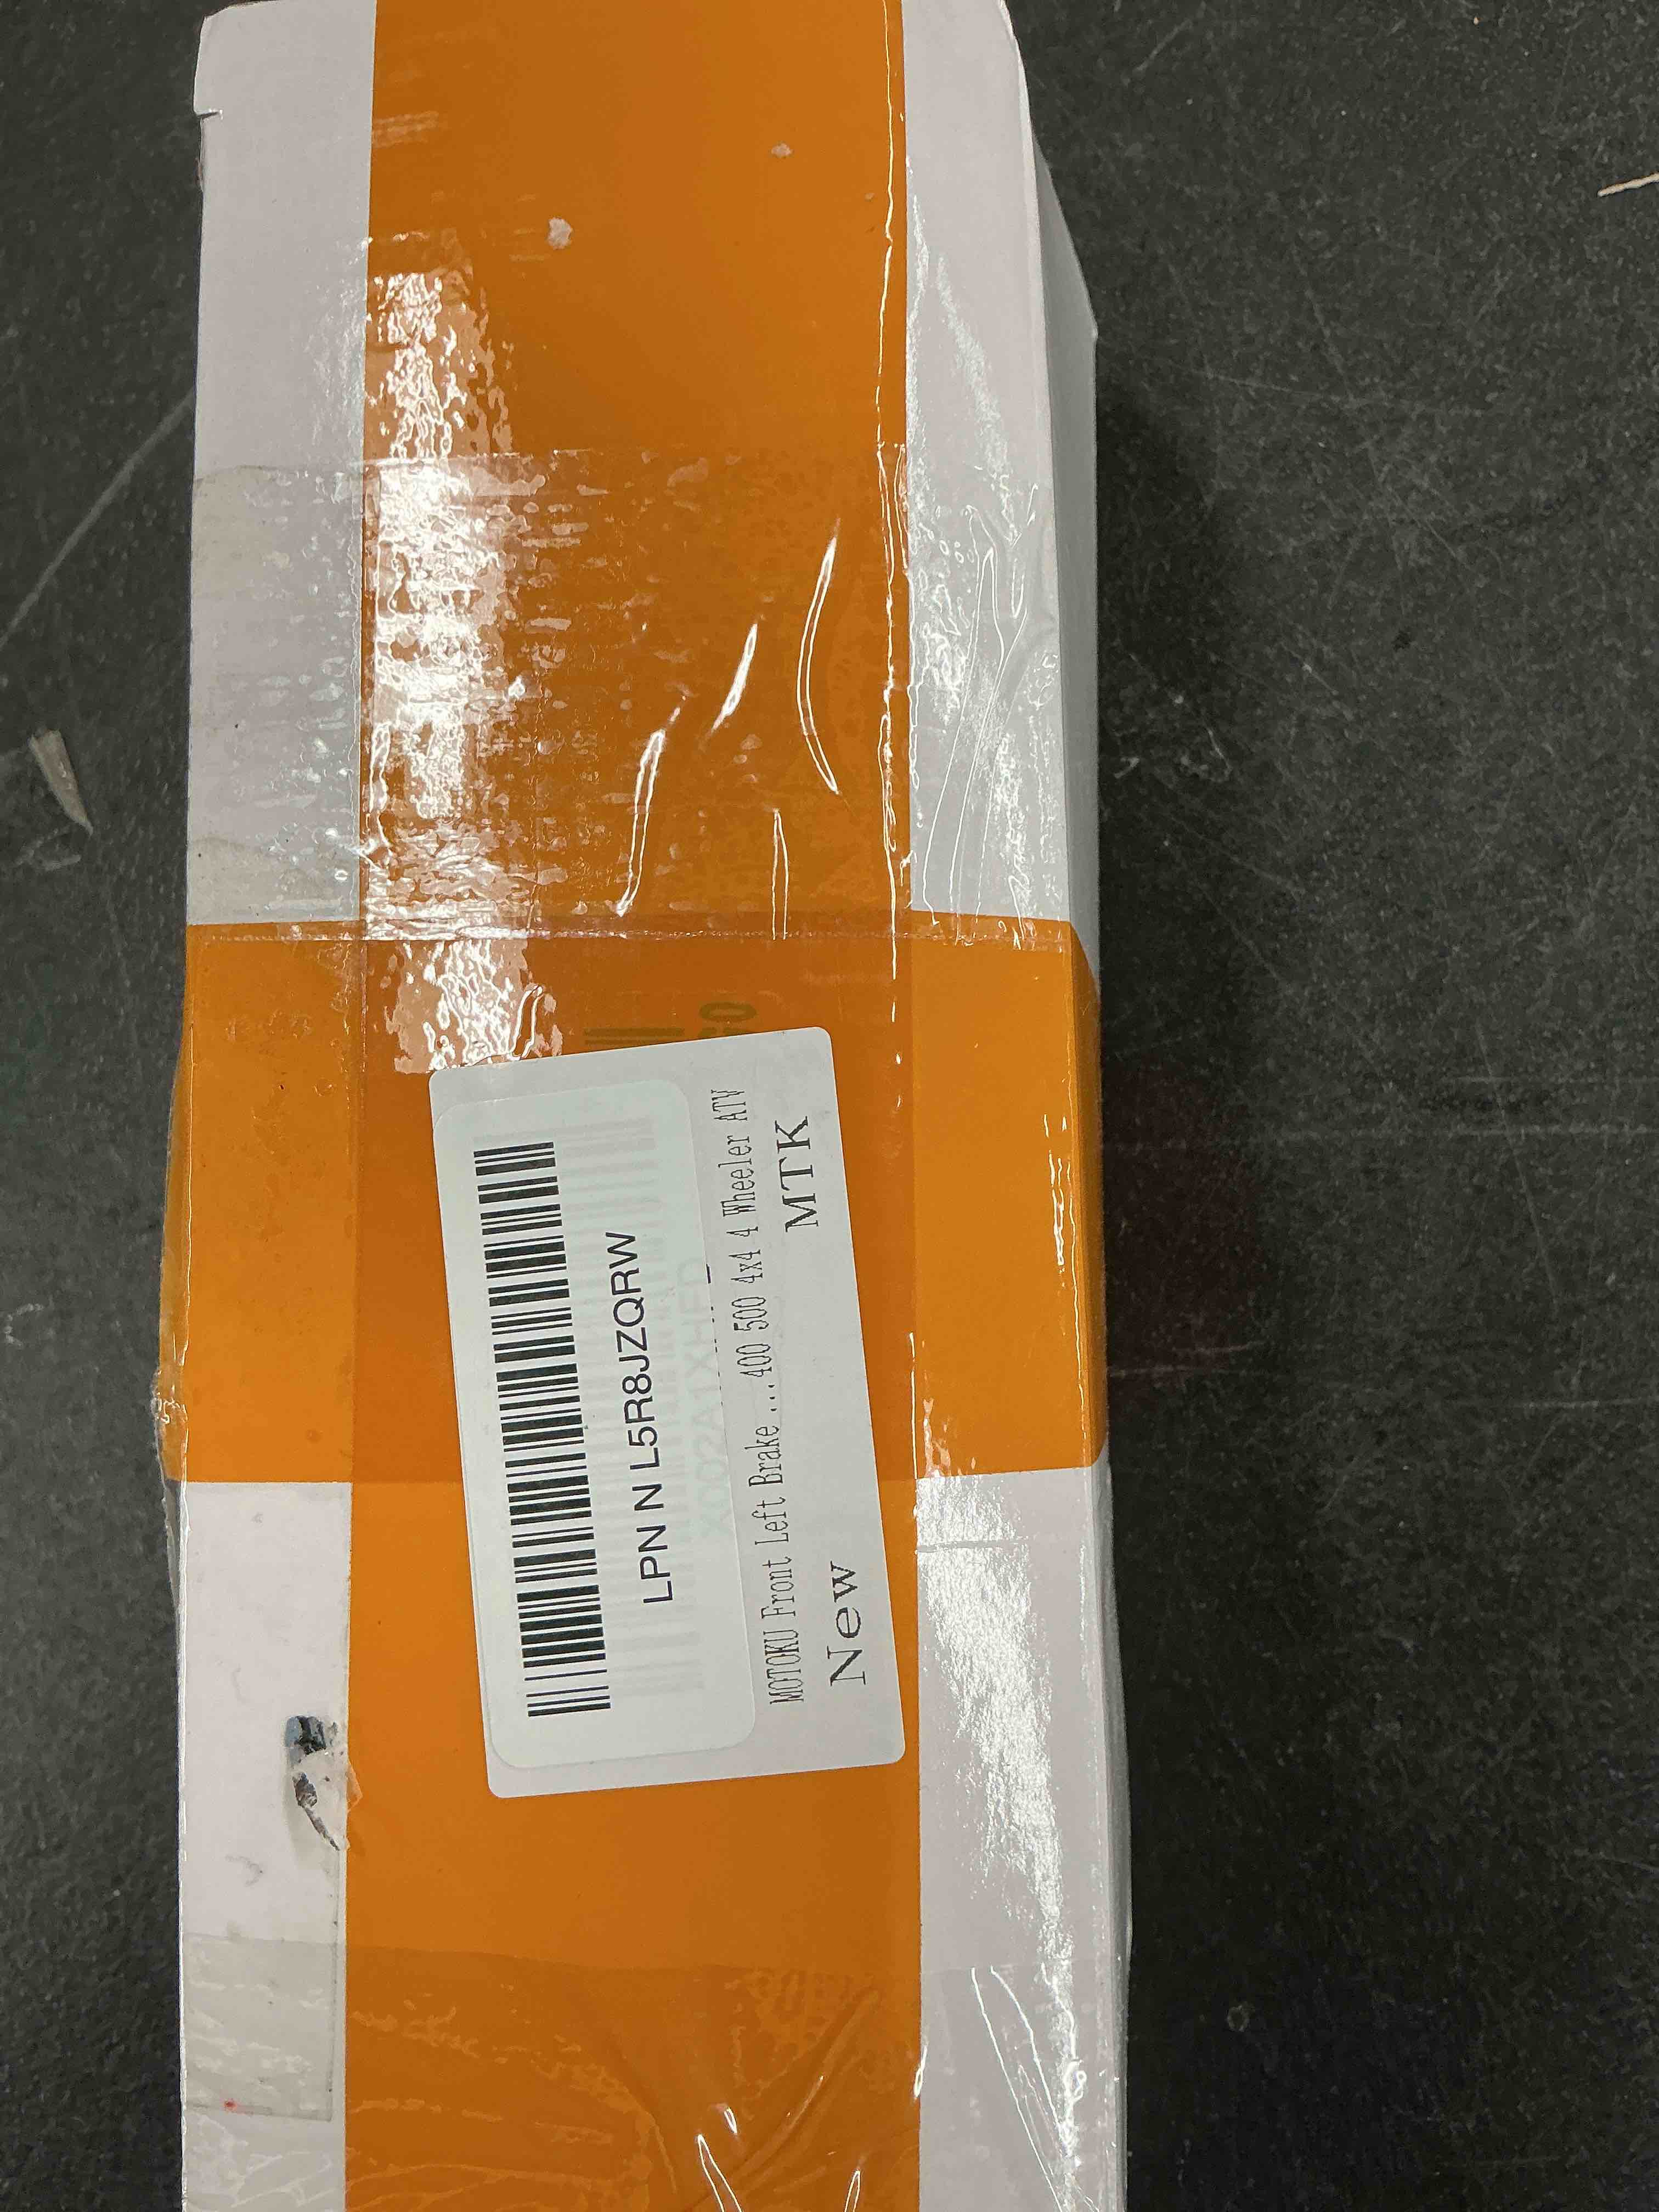 LPN N L5R8JZQRW
MOTOKU Front Left Brake ... 400 500 4x4 4 Wheeler ATV
New
MTK